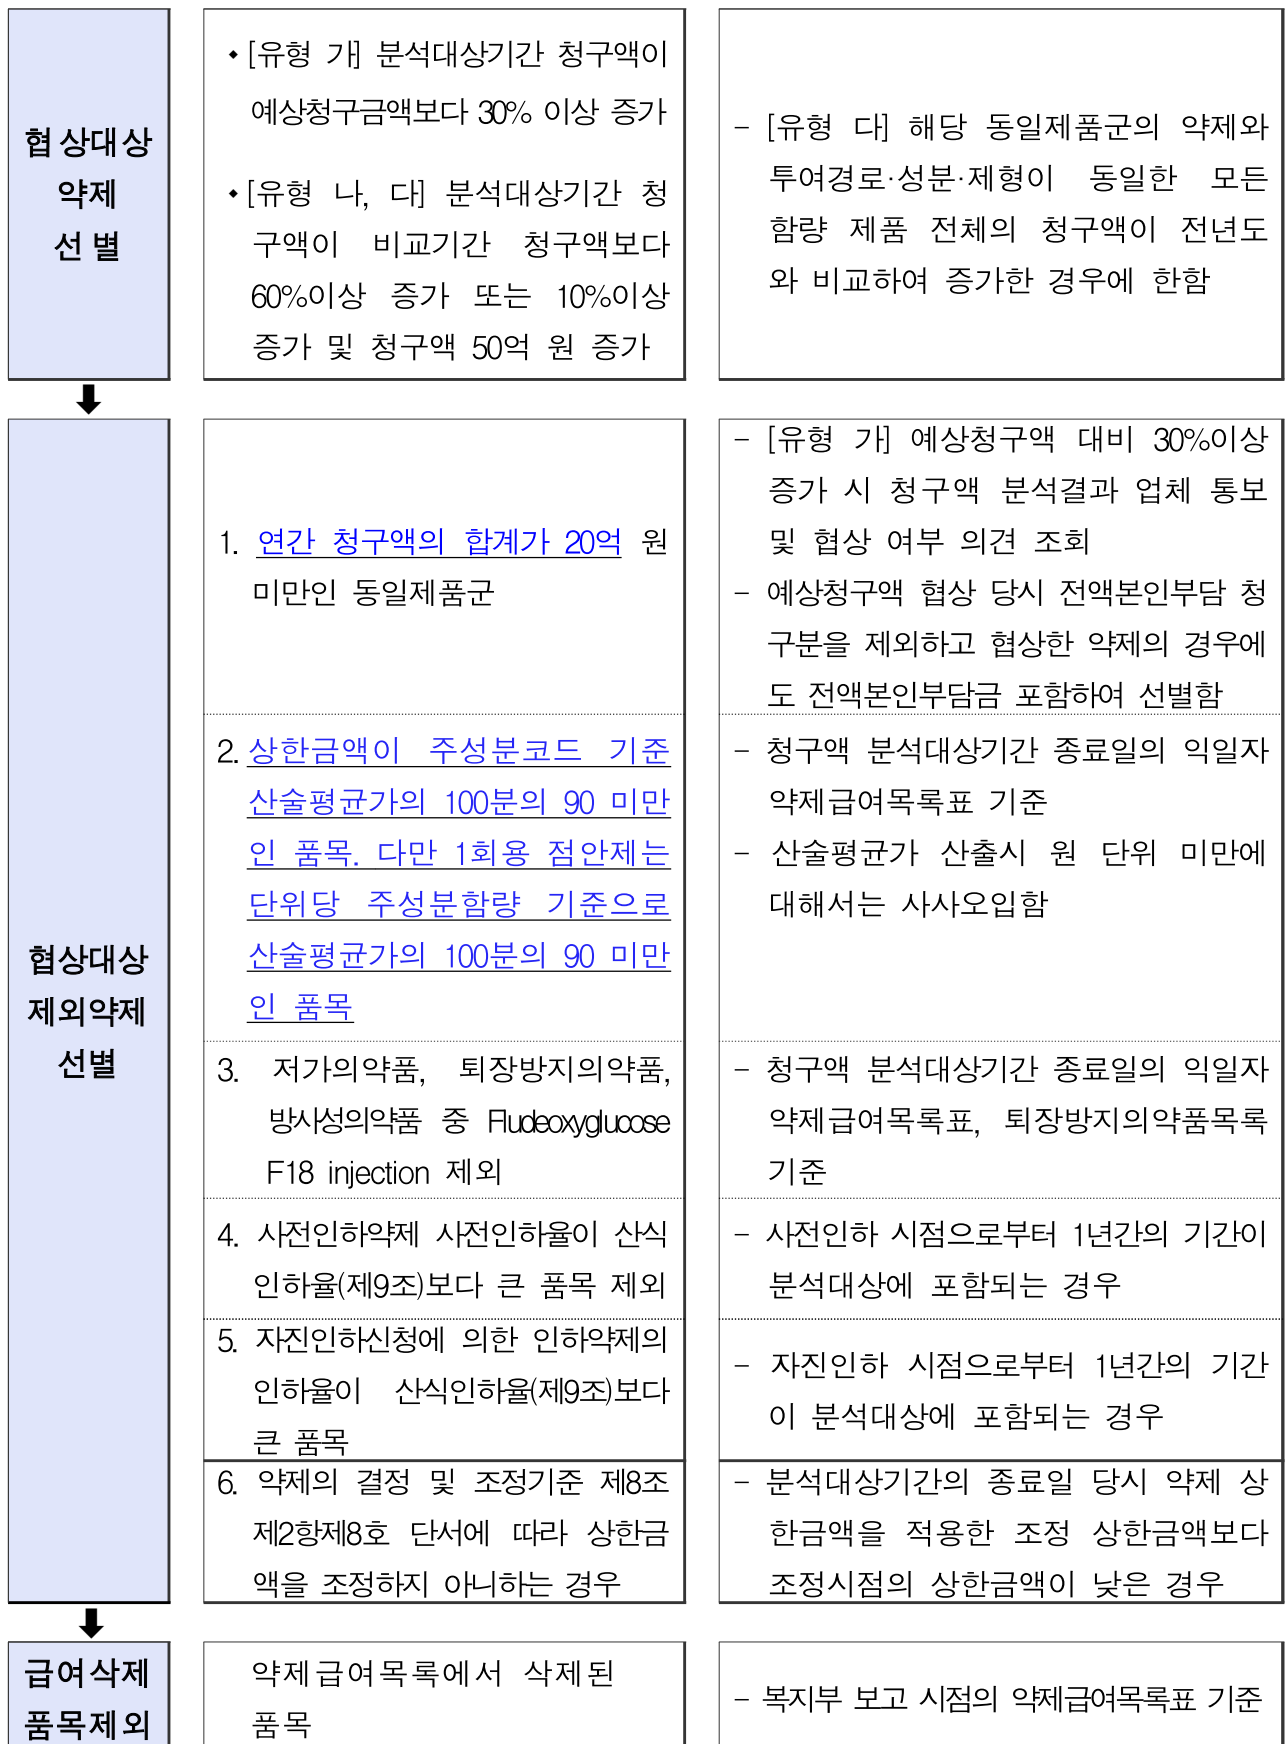 협상대상
약제
선 별
◆ [유형 가] 분석대상기간 청구액이
예상청구금액보다 30% 이상 증가
◆ [유형 나, 다] 분석대상기간 청
구액이 비교기간 청구액보다
60%이상 증가 또는 10%이상
증가 및 청구액 50억 원 증가
- [유형 다] 해당 동일제품군의 약제와
투여경로·성분·제형이 동일한 모든
함량 제품 전체의 청구액이 전년도
와 비교하여 증가한 경우에 한함
협상대상
제외약제
선별
1. 연간 청구액의 합계가 20억 원
미만인 동일제품군
- [유형 가] 예상청구액 대비 30%이상
증가 시 청구액 분석결과 업체 통보
및 협상 여부 의견 조회
- 예상청구액 협상 당시 전액본인부담 청
구분을 제외하고 협상한 약제의 경우에
도 전액본인부담금 포함하여 선별함
2. 상한금액이 주성분코드 기준
산술평균가의 100분의 90 미만
인 품목. 다만 1회용 점안제는
단위당 주성분함량 기준으로
산술평균가의 100분의 90 미만
인 품목
- 청구액 분석대상기간 종료일의 익일자
약제급여목록표 기준
- 산술평균가 산출시 원 단위 미만에
대해서는 사사오입함
3. 저가의약품, 퇴장방지의약품,
방사성의약품 중 Fludeoxyglucose
F18 injection 제외
- 청구액 분석대상기간 종료일의 익일자
약제급여목록표, 퇴장방지의약품목록
기준
4. 사전인하약제 사전인하율이 산식
인하율(제9조)보다 큰 품목 제외
- 사전인하 시점으로부터 1년간의 기간이
분석대상에 포함되는 경우
5. 자진인하신청에 의한 인하약제의
인하율이 산식인하율(제9조)보다
큰 품목
- 자진인하 시점으로부터 1년간의 기간
이 분석대상에 포함되는 경우
6. 약제의 결정 및 조정기준 제8조
제2항제8호 단서에 따라 상한금
액을 조정하지 아니하는 경우
- 분석대상기간의 종료일 당시 약제 상
한금액을 적용한 조정 상한금액보다
조정시점의 상한금액이 낮은 경우
급여삭제
품목제외
약제급여목록에서 삭제된
품목
- 복지부 보고 시점의 약제급여목록표 기준